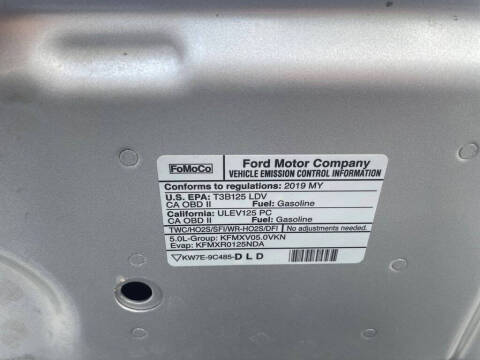 FoMoCo
Ford Motor Company
VEHICLE EMISSION CONTROL INFORMATION
Conforms to regulations: 2019 MY
U.S. EPA: T3B125 LDV
CA OBD II Fuel: Gasoline
California: ULEV125 PC
CA OBD II Fuel: Gasoline
TWC/HO2S/SFI/WR-HO2S/DFI No adjustments needed.
5.0L-Group: KFMXV05.0VKN
Evap: KFMXR0125NDA
KW7E-9C485-DLD